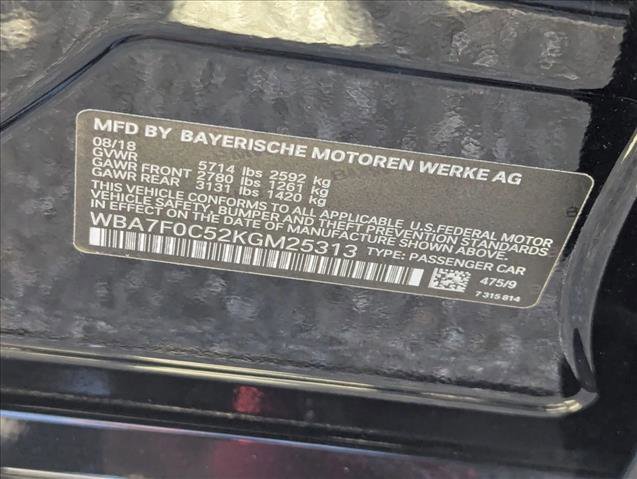 MFD BY BAYERISCHE MOTOREN WERKE AG
08/18
GVWR 5714 lbs 2592 kg
GAWR FRONT 2780 lbs 1261 kg
GAWR REAR 3131 lbs 1420 kg
THIS VEHICLE CONFORMS TO ALL APPLICABLE U.S.FEDERAL MOTOR
VEHICLE SAFETY, BUMPER AND THEFT PREVENTION STANDARDS
IN EFFECT ON THE DATE OF MANUFACTURE SHOWN ABOVE.
WBA7F0C52KGM25313 TYPE: PASSENGER CAR
475/9
7 315 814